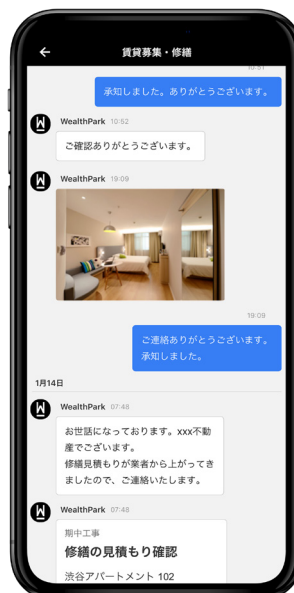 賃貸募集・修繕
10:51
承知しました。ありがとうございます。
WealthPark 10:52
ご確認ありがとうございます。
WealthPark 19:09
19:09
ご連絡ありがとうございます。
承知しました。
1月14日
WealthPark 07:48
お世話になっております。xxx不動
産でございます。
修繕見積もりが業者から上がってき
ましたので、ご連絡いたします。
WealthPark 07:48
期中工事
修繕の見積もり確認
渋谷アパートメント 102